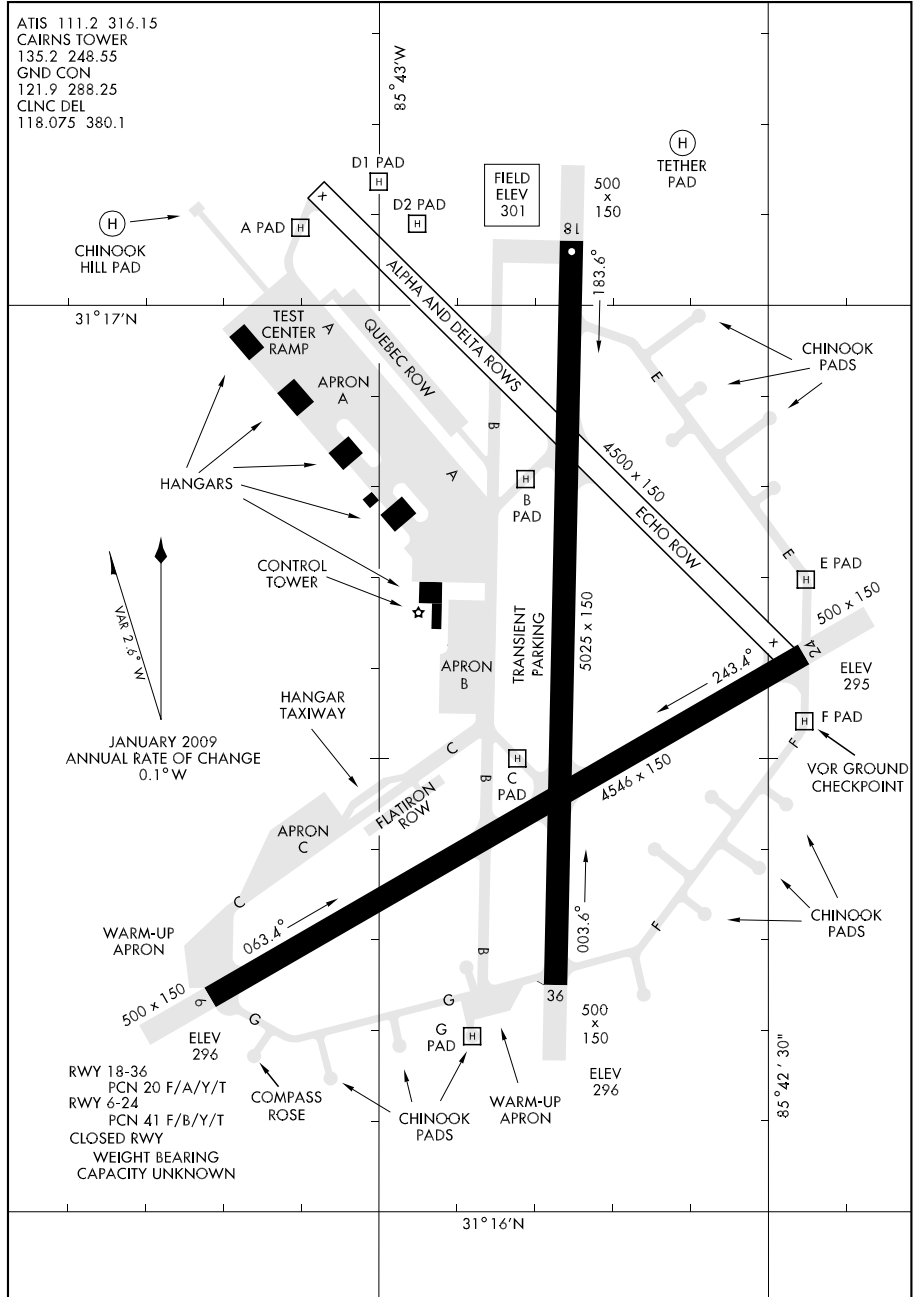 ATIS 111.2 316.15
CAIRNS TOWER
135.2 248.55
GND CON
121.9 288.25
CLNC DEL
118.075 380.1
85°43'W
D1 PAD
H
FIELD
ELEV
301
500
x
150
H
TETHER
PAD
H
CHINOOK
HILL PAD
A PAD
H
x
D2 PAD
H
18
183.6°
ALPHA AND DELTA ROWS
31°17'N
TEST
CENTER
RAMP
A
QUEBEC ROW
APRON
A
E
CHINOOK
PADS
B
4500 x 150
HANGARS
A
H
B
PAD
ECHO ROW
E
E PAD
H
CONTROL
TOWER
500 x 150
VAR 2.6° W
TRANSIENT
PARKING
5025 x 150
x
24
APRON
B
243.4°
ELEV
295
HANGAR
TAXIWAY
F PAD
H
JANUARY 2009
ANNUAL RATE OF CHANGE
0.1°W
C
F
B
H
C
PAD
VOR GROUND
CHECKPOINT
4546 x 150
FLATIRON
ROW
APRON
C
C
063.4°
003.6°
F
CHINOOK
PADS
WARM-UP
APRON
B
500 x 150
6
G
G
36
500
x
150
G
PAD
H
ELEV
296
ELEV
296
RWY 18-36
PCN 20 F/A/Y/T
RWY 6-24
PCN 41 F/B/Y/T
CLOSED RWY
WEIGHT BEARING
CAPACITY UNKNOWN
COMPASS
ROSE
CHINOOK
PADS
WARM-UP
APRON
85°42'30"
31°16'N